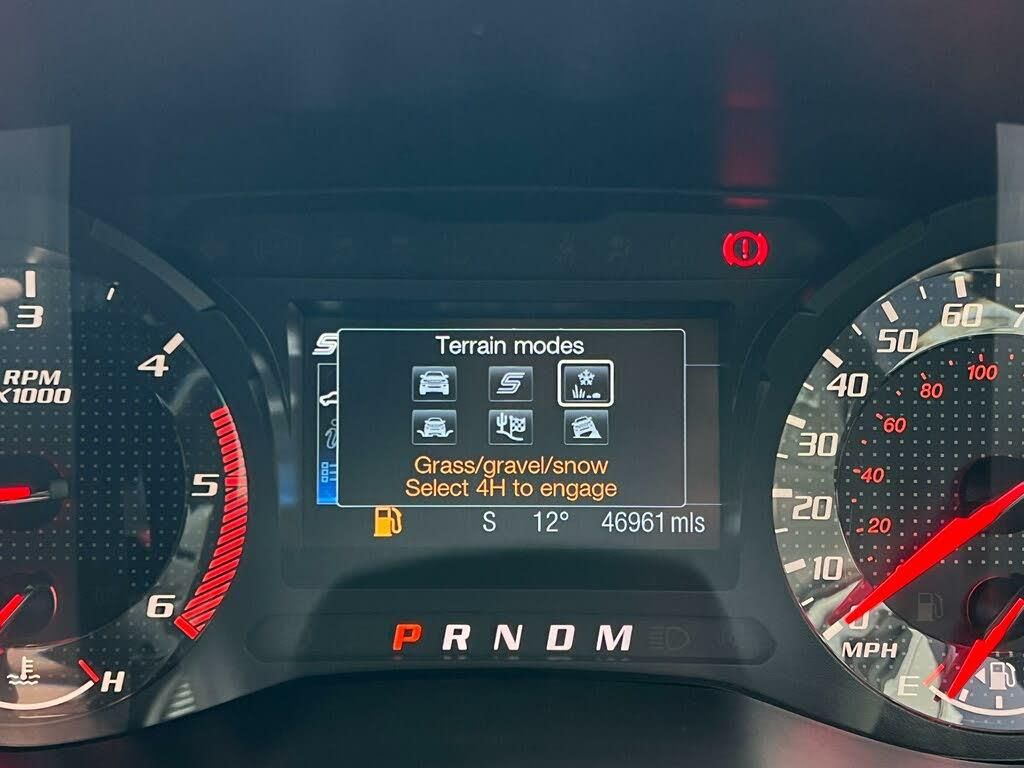 3
4
5
6
RPM
X1000
H
Terrain modes
S
Grass/gravel/snow
Select 4H to engage
S 12° 46961 mls
P R N D M
0
10
20
30
40
50
60
20
40
60
80
100
MPH
E